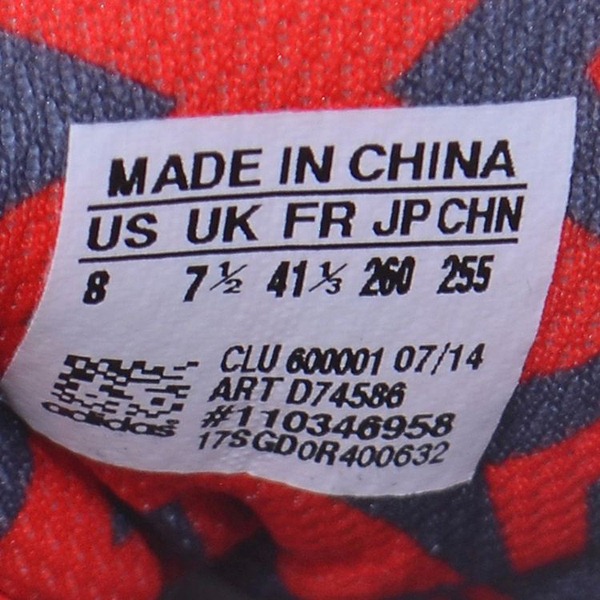 MADE IN CHINA
US UK FR JP CHN
8 7½ 41⅓ 260 255
CLU 600001 07/14
ART D74586
#110346958
adidas 17SGD0R400632